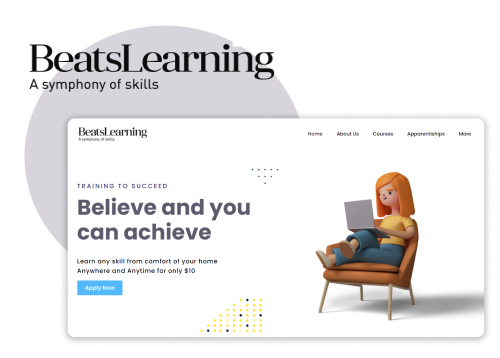 BeatsLearning
A symphony of skills
BeatsLearning
A symphony of skills
Home About Us Courses Apparentiships More
TRAINING TO SUCCEED
Believe and you
can achieve
Learn any skill from comfort of your home
Anywhere and Anytime for only $10
Apply Now